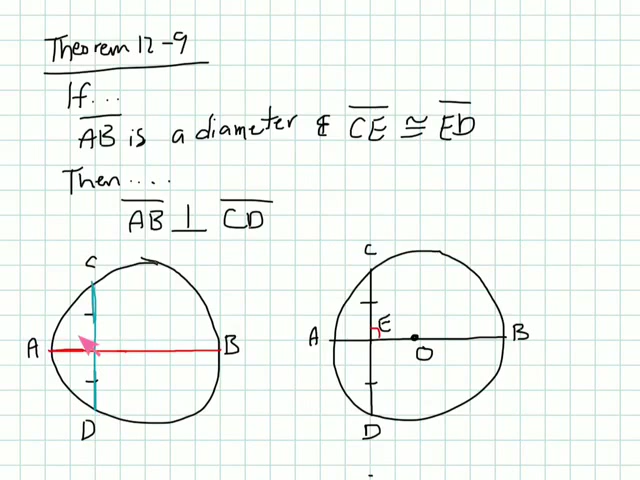 Theorem 12-9
If...
AB is a diameter & CE ≅ ED
Then....
AB ⊥ CD
C
C
A
B
A
E
B
O
D
D